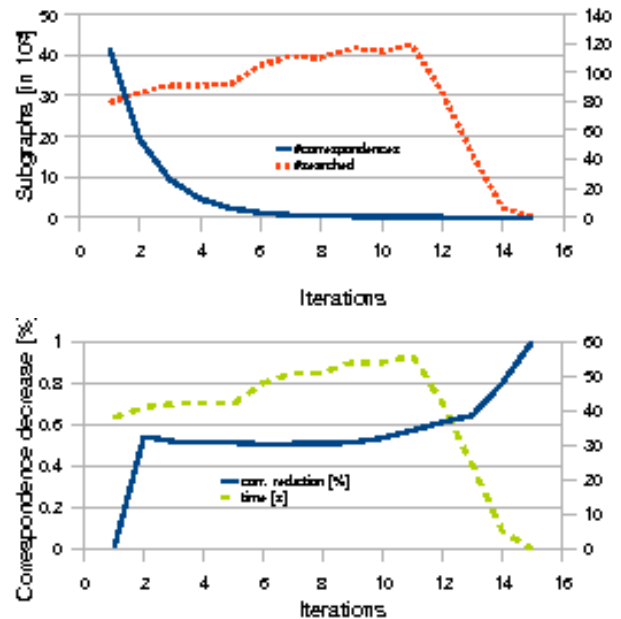 50 140
40 120
30 100
20 80
10 60
0 40
20
0
Subgraphs [in 10⁶]
#correspondences
#searched
0 2 4 6 8 10 12 14 16
Iterations
1 60
0.8 50
0.6 40
0.4 30
0.2 20
0 10
0
Correspondence decrease [%]
corr. reduction [%]
time [s]
0 2 4 6 8 10 12 14 16
Iterations